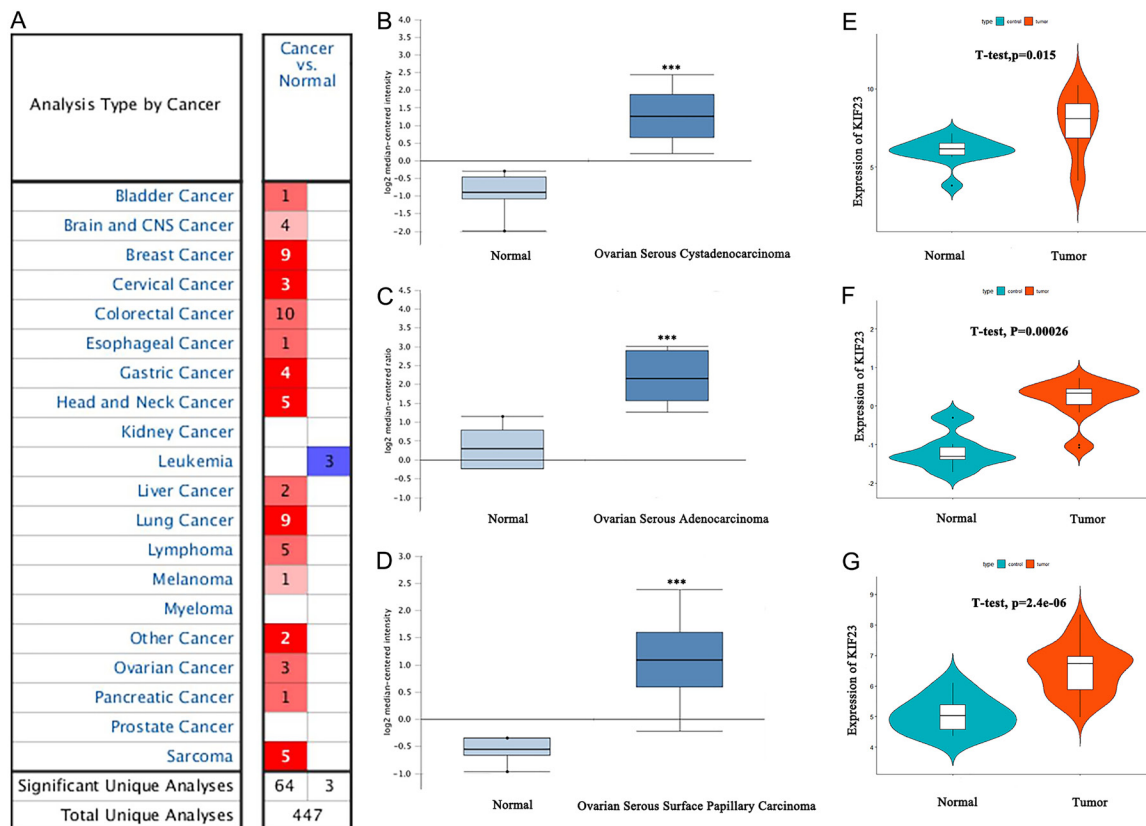 A
Analysis Type by Cancer
Cancer
vs.
Normal
Bladder Cancer 1
Brain and CNS Cancer 4
Breast Cancer 9
Cervical Cancer 3
Colorectal Cancer 10
Esophageal Cancer 1
Gastric Cancer 4
Head and Neck Cancer 5
Kidney Cancer
Leukemia 3
Liver Cancer 2
Lung Cancer 9
Lymphoma 5
Melanoma 1
Myeloma
Other Cancer 2
Ovarian Cancer 3
Pancreatic Cancer 1
Prostate Cancer
Sarcoma 5
Significant Unique Analyses 64 3
Total Unique Analyses 447
B
log2 median-centered intensity
4.0
3.5
3.0
2.5
2.0
1.5
1.0
0.5
0.0
-0.5
-1.0
-1.5
-2.0
***
Normal Ovarian Serous Cystadenocarcinoma
C
log2 median-centered ratio
4.5
4.0
3.5
3.0
2.5
2.0
1.5
1.0
0.5
0.0
-0.5
-1.0
***
Normal Ovarian Serous Adenocarcinoma
D
log2 median-centered intensity
3.0
2.5
2.0
1.5
1.0
0.5
0.0
-0.5
-1.0
***
Normal Ovarian Serous Surface Papillary Carcinoma
E
type control tumor
T-test,p=0.015
Expression of KIF23
10
5
Normal Tumor
F
type control tumor
T-test, P=0.00026
Expression of KIF23
2
1
0
-1
-2
Normal Tumor
G
type control tumor
T-test, p=2.4e-06
Expression of KIF23
9
8
7
6
5
4
Normal Tumor